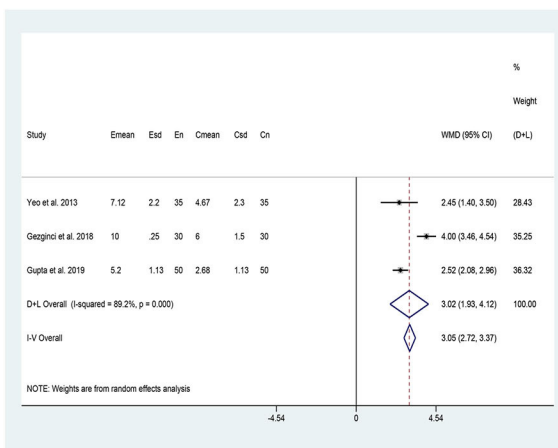 %
Weight
Study Emean Esd En Cmean Csd Cn WMD (95% CI) (D+L)
Yeo et al. 2013 7.12 2.2 35 4.67 2.3 35 2.45 (1.40, 3.50) 28.43
Gezginci et al. 2018 10 .25 30 6 1.5 30 4.00 (3.46, 4.54) 35.25
Gupta et al. 2019 5.2 1.13 50 2.68 1.13 50 2.52 (2.08, 2.96) 36.32
D+L Overall (I-squared = 89.2%, p = 0.000) 3.02 (1.93, 4.12) 100.00
I-V Overall 3.05 (2.72, 3.37)
NOTE: Weights are from random effects analysis
-4.54 0 4.54